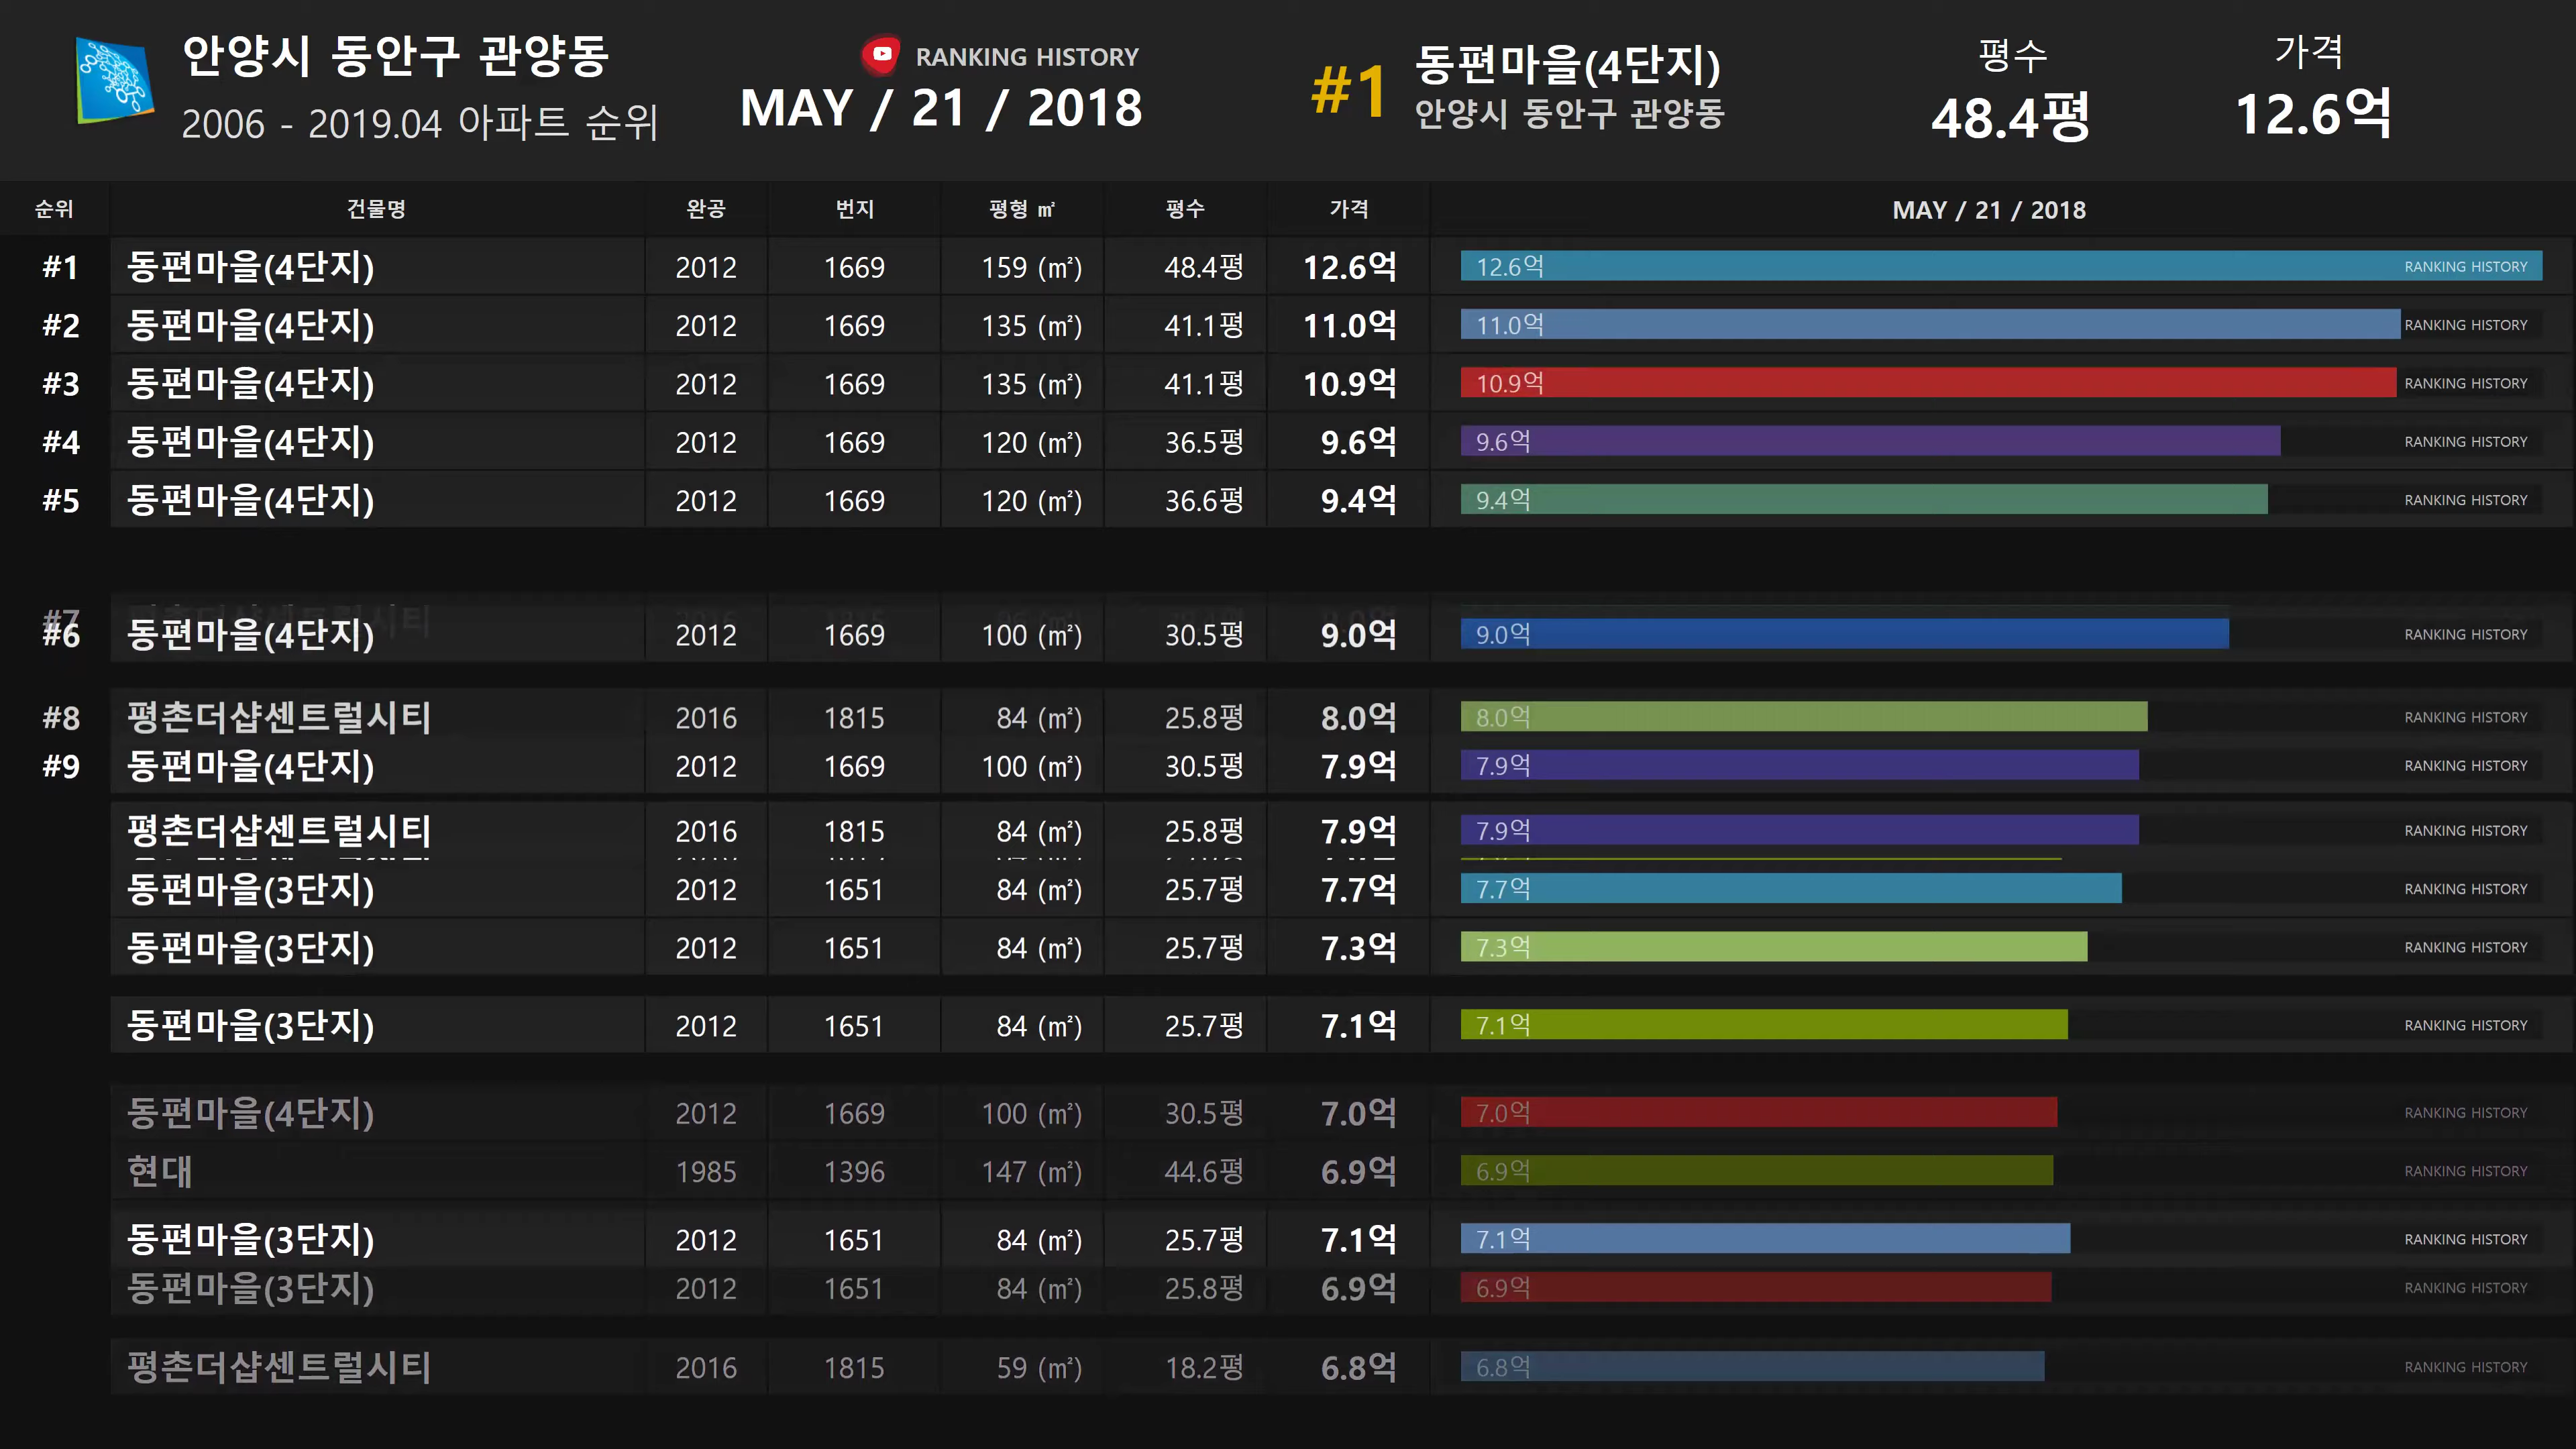 안양시 동안구 관양동
2006 - 2019.04 아파트 순위
RANKING HISTORY
MAY / 21 / 2018
#1
동편마을(4단지)
안양시 동안구 관양동
평수
48.4평
가격
12.6억
순위 건물명 완공 번지 평형 ㎡ 평수 가격 MAY / 21 / 2018
#1 동편마을(4단지) 2012 1669 159 (㎡) 48.4평 12.6억 12.6억 RANKING HISTORY
#2 동편마을(4단지) 2012 1669 135 (㎡) 41.1평 11.0억 11.0억 RANKING HISTORY
#3 동편마을(4단지) 2012 1669 135 (㎡) 41.1평 10.9억 10.9억 RANKING HISTORY
#4 동편마을(4단지) 2012 1669 120 (㎡) 36.5평 9.6억 9.6억 RANKING HISTORY
#5 동편마을(4단지) 2012 1669 120 (㎡) 36.6평 9.4억 9.4억 RANKING HISTORY
#7 평촌더샵센트럴시티
#6 동편마을(4단지) 2012 1669 100 (㎡) 30.5평 9.0억 9.0억 RANKING HISTORY
#8 평촌더샵센트럴시티 2016 1815 84 (㎡) 25.8평 8.0억 8.0억 RANKING HISTORY
#9 동편마을(4단지) 2012 1669 100 (㎡) 30.5평 7.9억 7.9억 RANKING HISTORY
평촌더샵센트럴시티 2016 1815 84 (㎡) 25.8평 7.9억 7.9억 RANKING HISTORY
동편마을(3단지) 2012 1651 84 (㎡) 25.7평 7.7억 7.7억 RANKING HISTORY
동편마을(3단지) 2012 1651 84 (㎡) 25.7평 7.3억 7.3억 RANKING HISTORY
동편마을(3단지) 2012 1651 84 (㎡) 25.7평 7.1억 7.1억 RANKING HISTORY
동편마을(4단지) 2012 1669 100 (㎡) 30.5평 7.0억 7.0억 RANKING HISTORY
현대 1985 1396 147 (㎡) 44.6평 6.9억 6.9억 RANKING HISTORY
동편마을(3단지) 2012 1651 84 (㎡) 25.7평 7.1억 7.1억 RANKING HISTORY
동편마을(3단지) 2012 1651 84 (㎡) 25.8평 6.9억 6.9억 RANKING HISTORY
평촌더샵센트럴시티 2016 1815 59 (㎡) 18.2평 6.8억 6.8억 RANKING HISTORY